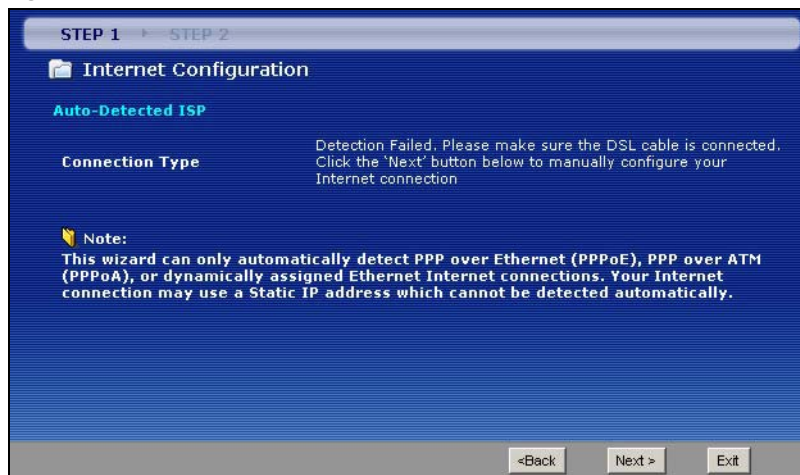 STEP 1 STEP 2
Internet Configuration
Auto-Detected ISP
Connection Type
Detection Failed. Please make sure the DSL cable is connected.
Click the 'Next' button below to manually configure your
Internet connection
Note:
This wizard can only automatically detect PPP over Ethernet (PPPoE), PPP over ATM
(PPPoA), or dynamically assigned Ethernet Internet connections. Your Internet
connection may use a Static IP address which cannot be detected automatically.
<Back Next > Exit